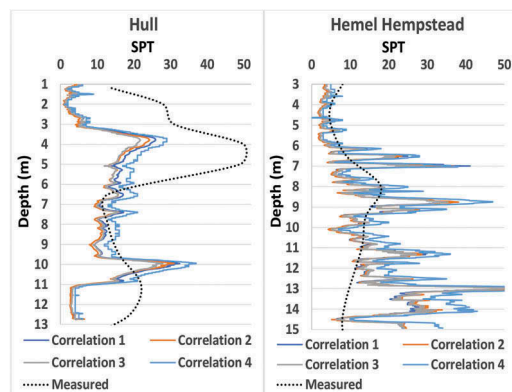 Hull
SPT
0 10 20 30 40 50
Depth (m)
1
2
3
4
5
6
7
8
9
10
11
12
13
Correlation 1 Correlation 2
Correlation 3 Correlation 4
Measured
Hemel Hempstead
SPT
0 10 20 30 40 50
Depth (m)
3
4
5
6
7
8
9
10
11
12
13
14
15
Correlation 1 Correlation 2
Correlation 3 Correlation 4
Measured